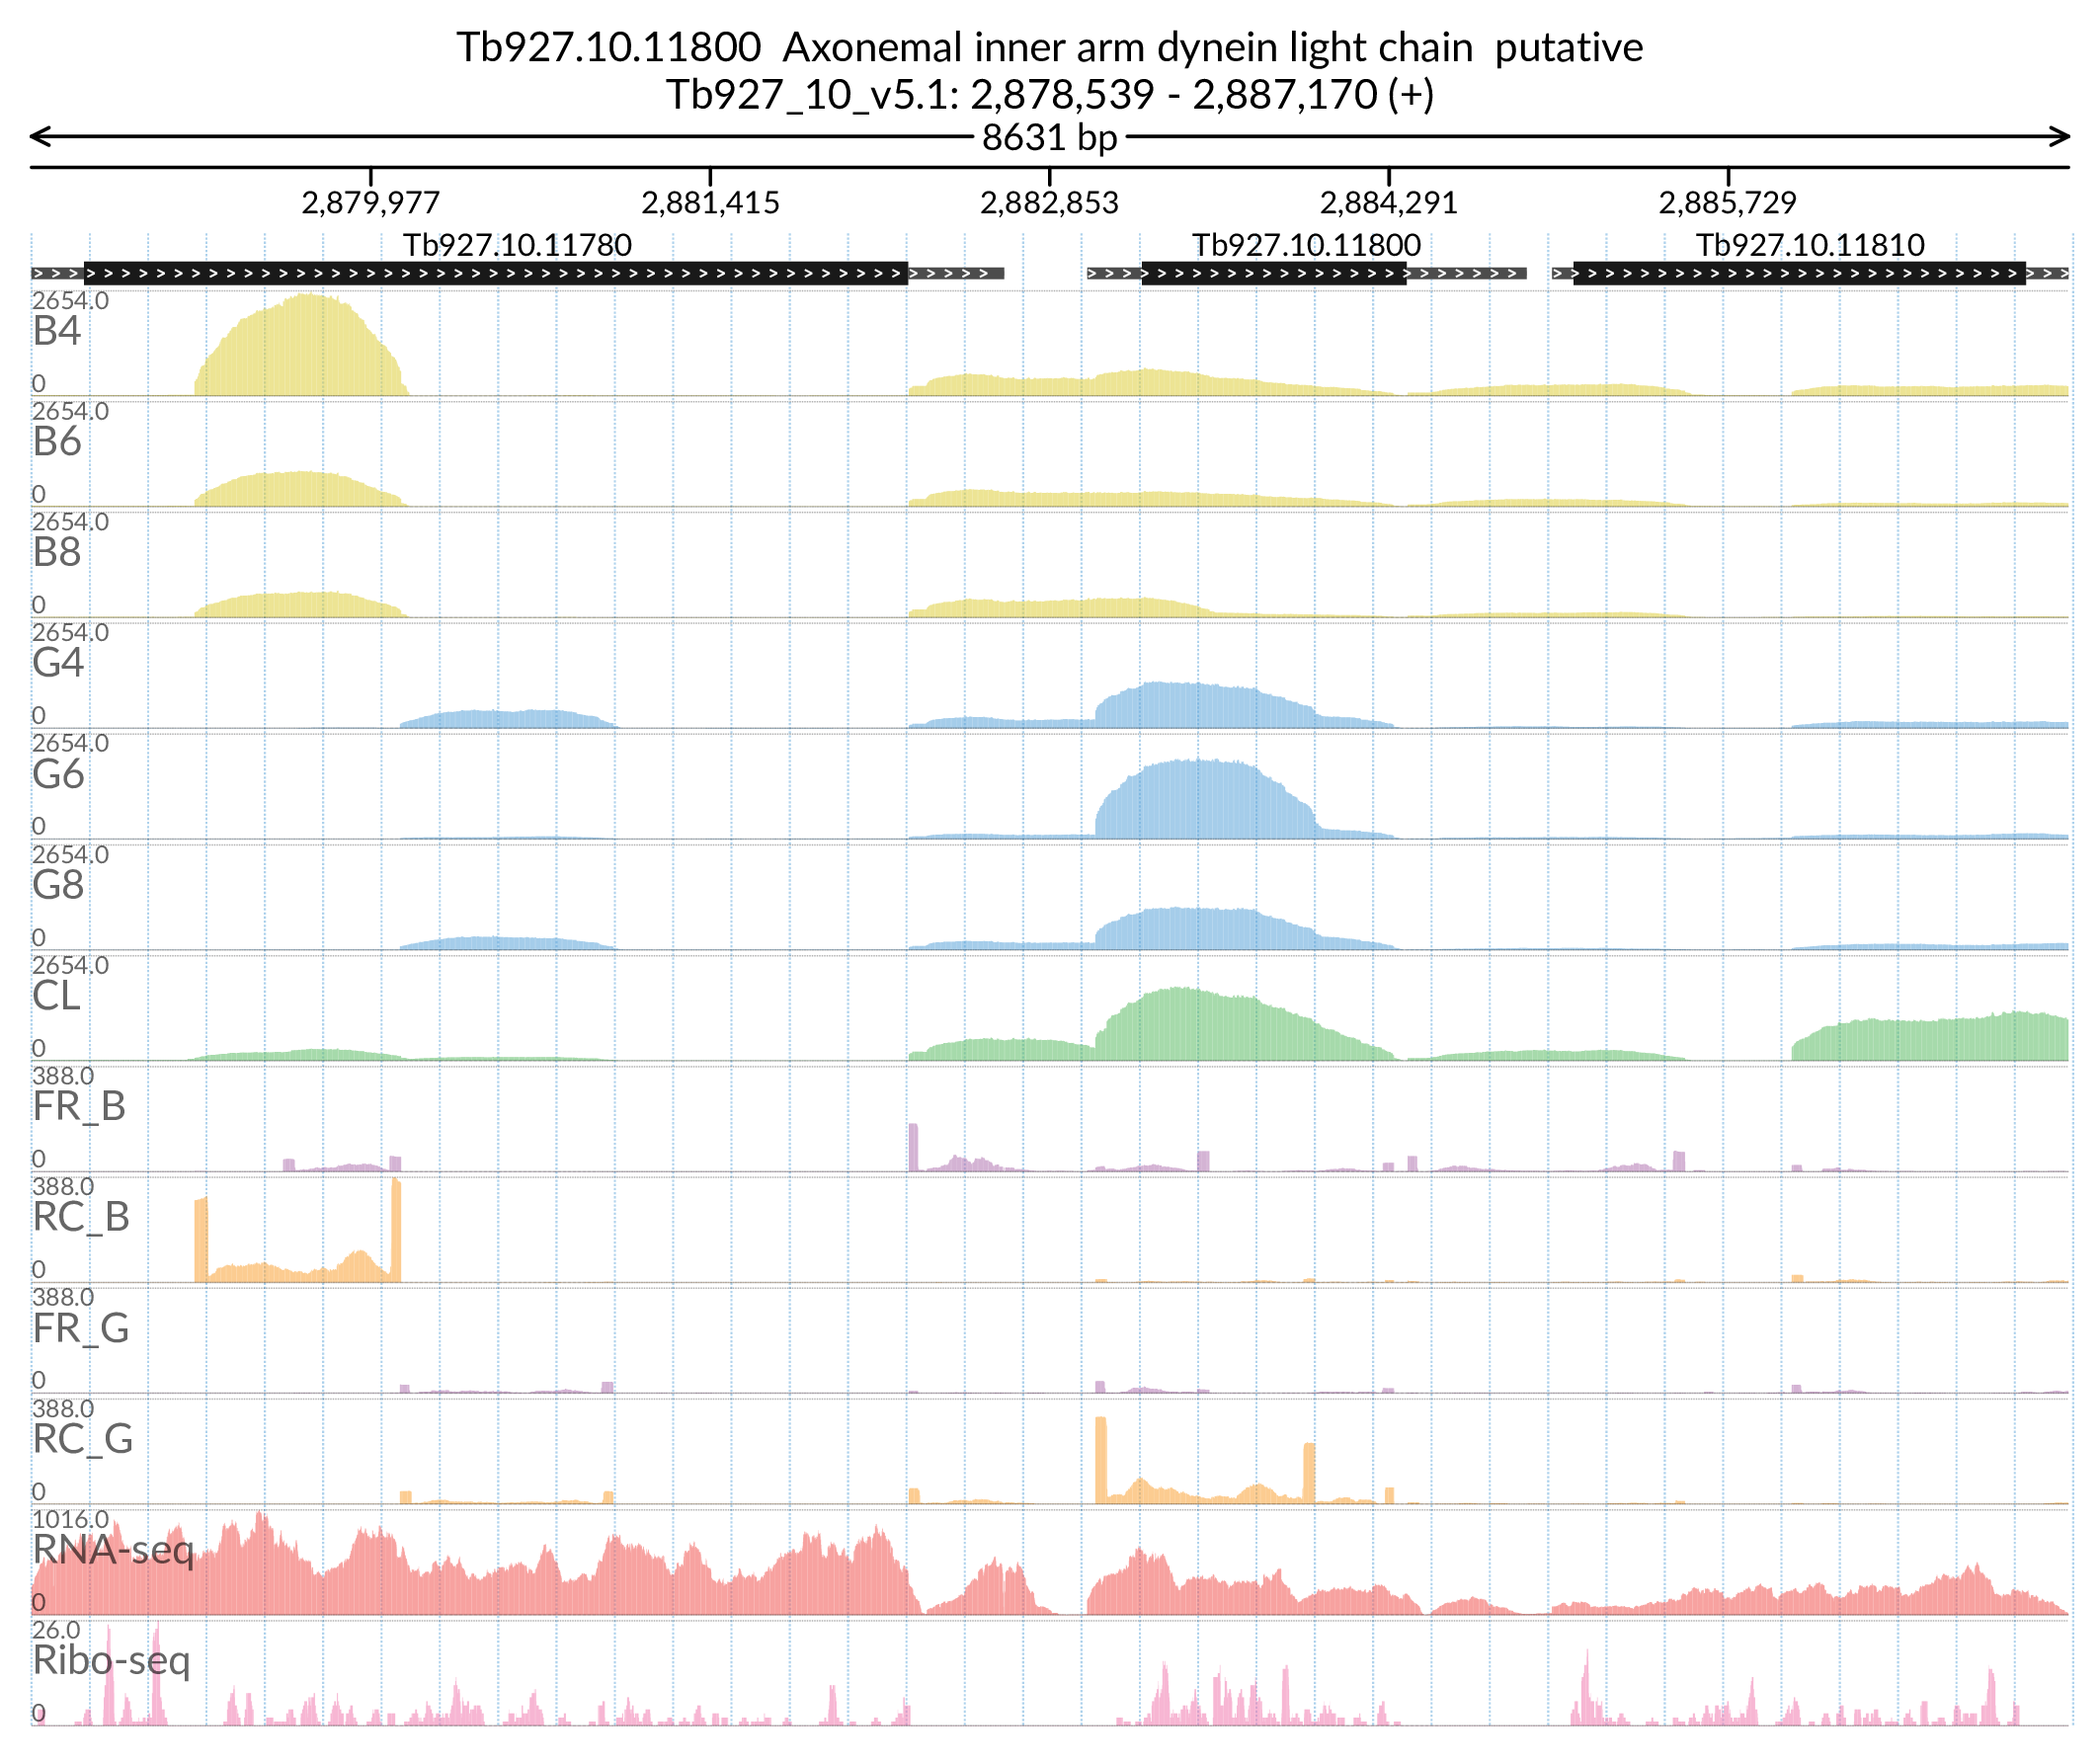 Tb927.10.11800  Axonemal inner arm dynein light chain  putative
Tb927_10_v5.1: 2,878,539 - 2,887,170 (+)
8631 bp
2,879,977 2,881,415 2,882,853 2,884,291 2,885,729
Tb927.10.11780 Tb927.10.11800 Tb927.10.11810
2654.0
B4
0
2654.0
B6
0
2654.0
B8
0
2654.0
G4
0
2654.0
G6
0
2654.0
G8
0
2654.0
CL
0
388.0
FR_B
0
388.0
RC_B
0
388.0
FR_G
0
388.0
RC_G
0
1016.0
RNA-seq
0
26.0
Ribo-seq
0